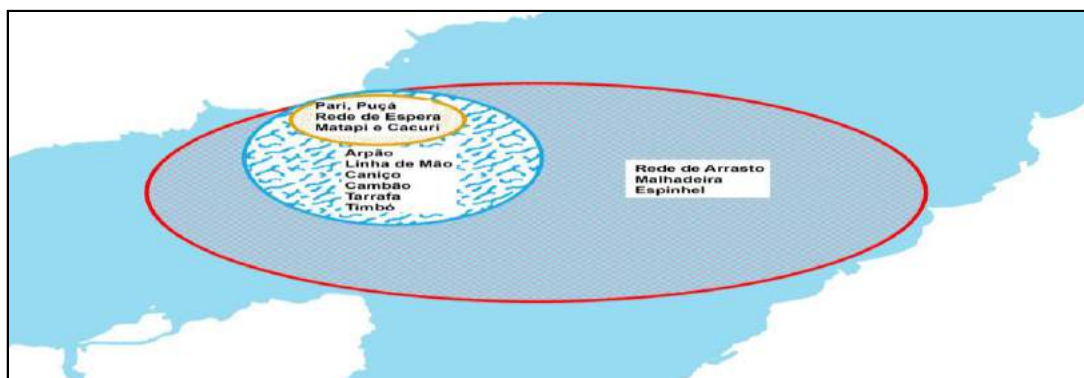 Pari, Puçá
Rede de Espera
Matapi e Cacuri
Arpão
Linha de Mão
Caniço
Cambão
Tarrafa
Timbó
Rede de Arrasto
Malhadeira
Espinhel